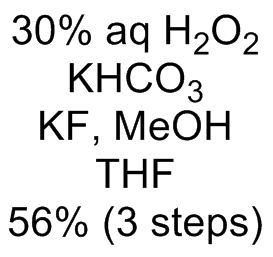 30% aq H₂O₂
KHCO₃
KF, MeOH
THF
56% (3 steps)